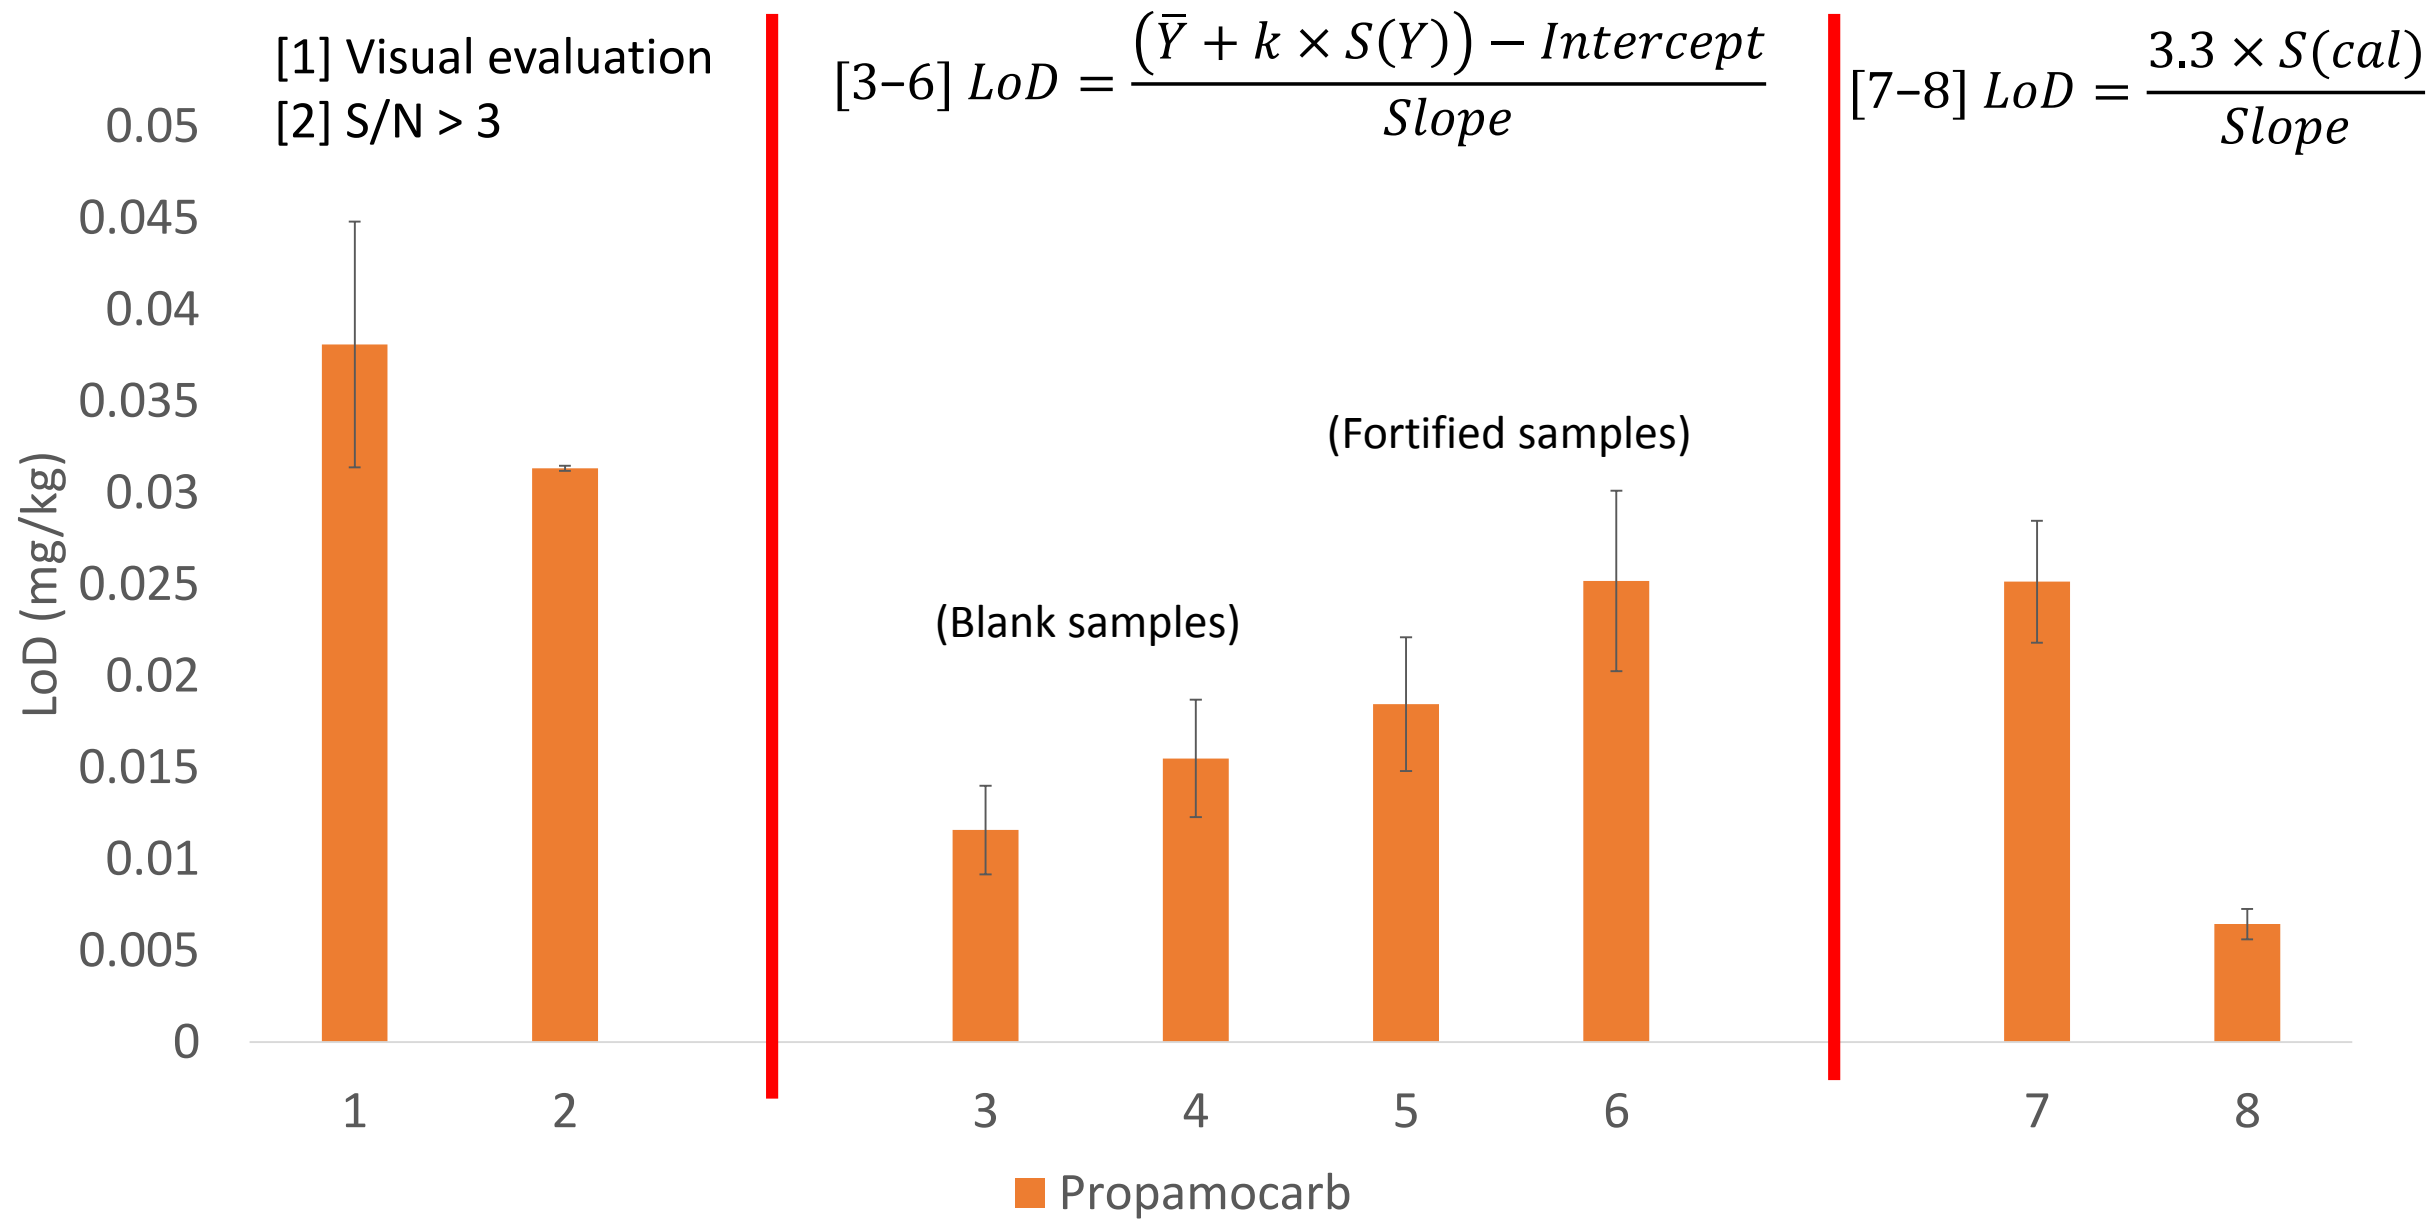 [1] Visual evaluation
[2] S/N > 3
[3–6] LoD = ((Ȳ + k × S(Y)) − Intercept) / Slope
[7–8] LoD = (3.3 × S(cal)) / Slope
LoD (mg/kg)
0.05
0.045
0.04
0.035
0.03
0.025
0.02
0.015
0.01
0.005
0
(Blank samples)
(Fortified samples)
1 2 3 4 5 6 7 8
Propamocarb